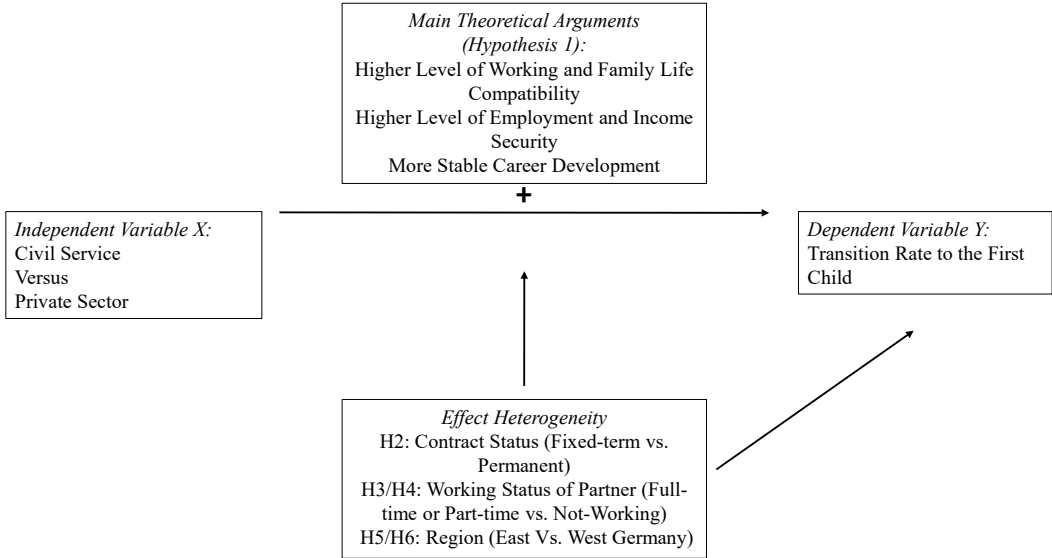 Main Theoretical Arguments
(Hypothesis 1):
Higher Level of Working and Family Life
Compatibility
Higher Level of Employment and Income
Security
More Stable Career Development
+
Independent Variable X:
Civil Service
Versus
Private Sector
Dependent Variable Y:
Transition Rate to the First
Child
Effect Heterogeneity
H2: Contract Status (Fixed-term vs.
Permanent)
H3/H4: Working Status of Partner (Full-
time or Part-time vs. Not-Working)
H5/H6: Region (East Vs. West Germany)